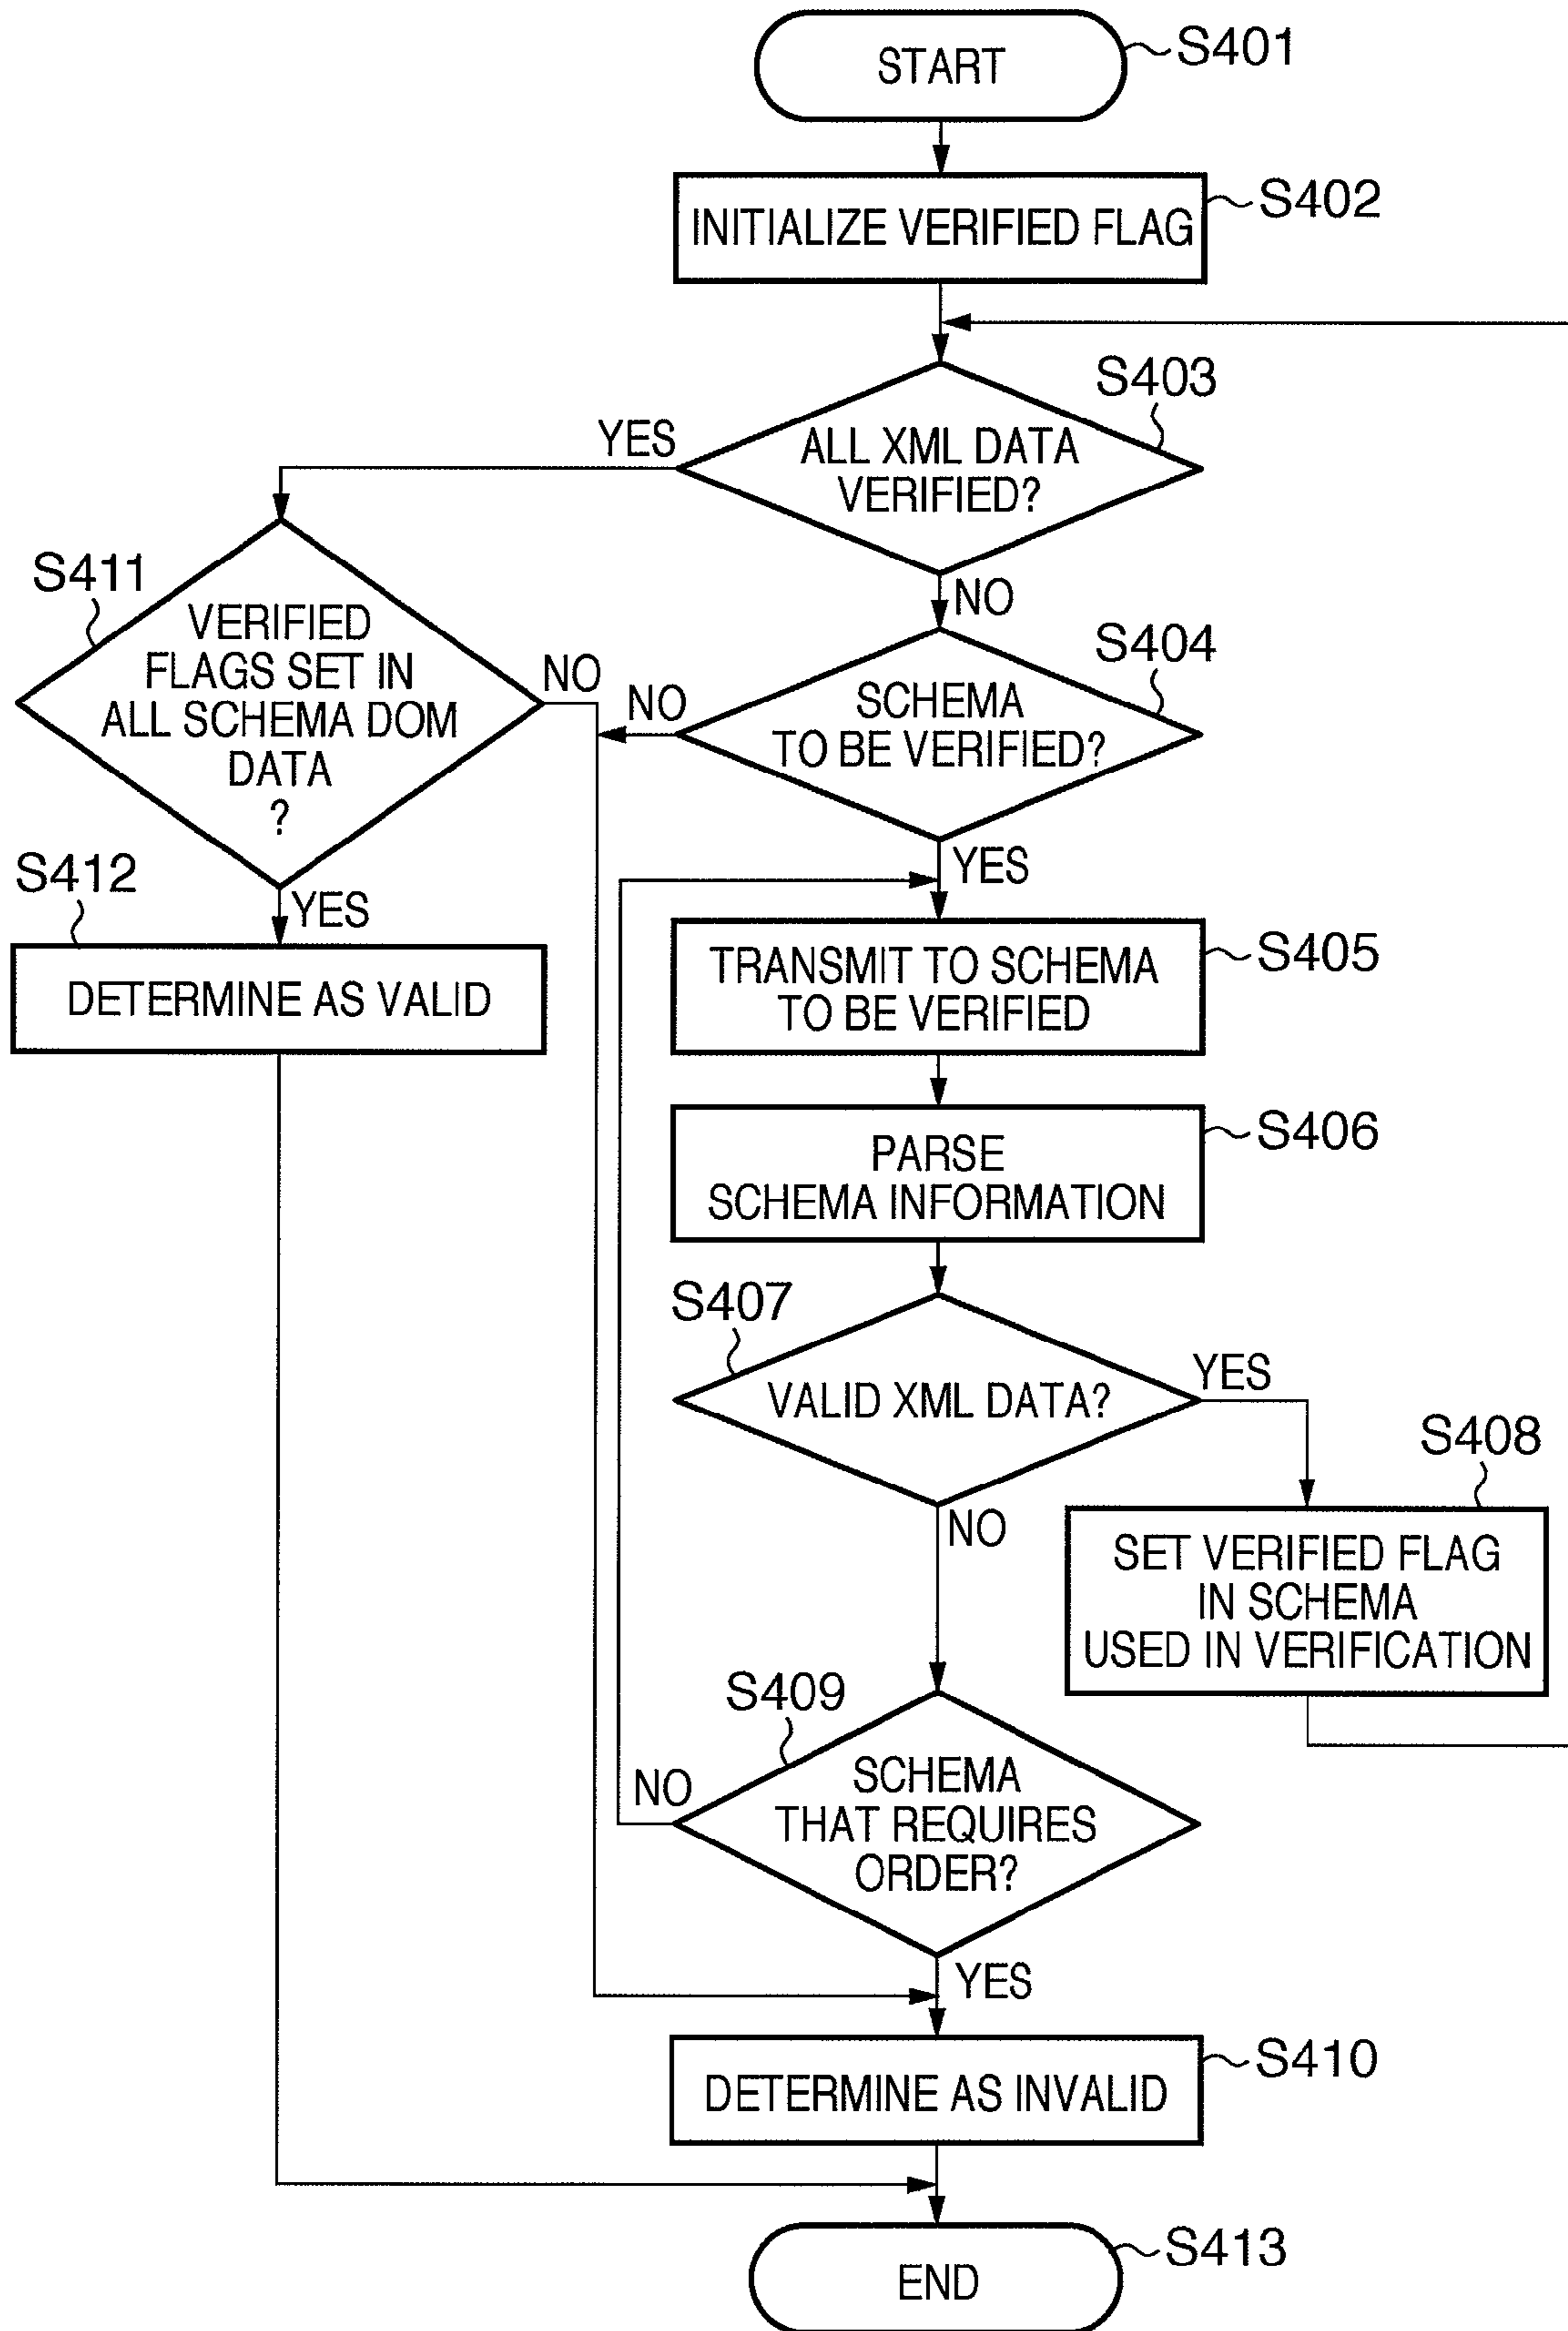 START
S401
INITIALIZE VERIFIED FLAG
S402
S403
ALL XML DATA
VERIFIED?
YES
NO
S411
VERIFIED
FLAGS SET IN
ALL SCHEMA DOM
DATA
?
NO
YES
S404
SCHEMA
TO BE VERIFIED?
NO
YES
S412
DETERMINE AS VALID
TRANSMIT TO SCHEMA
TO BE VERIFIED
S405
PARSE
SCHEMA INFORMATION
S406
S407
VALID XML DATA?
YES
NO
S408
SET VERIFIED FLAG
IN SCHEMA
USED IN VERIFICATION
S409
SCHEMA
THAT REQUIRES
ORDER?
NO
YES
DETERMINE AS INVALID
S410
END
S413